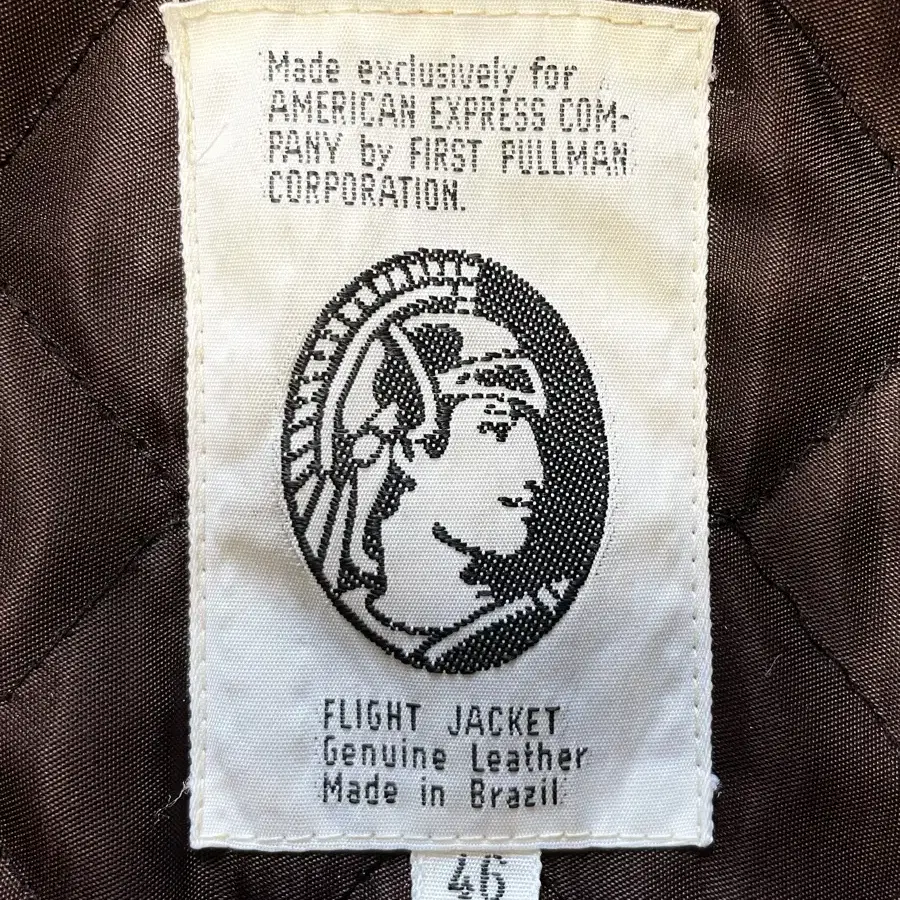 Made exclusively for
AMERICAN EXPRESS COM-
PANY by FIRST PULLMAN
CORPORATION.
FLIGHT JACKET
Genuine Leather
Made in Brazil
46